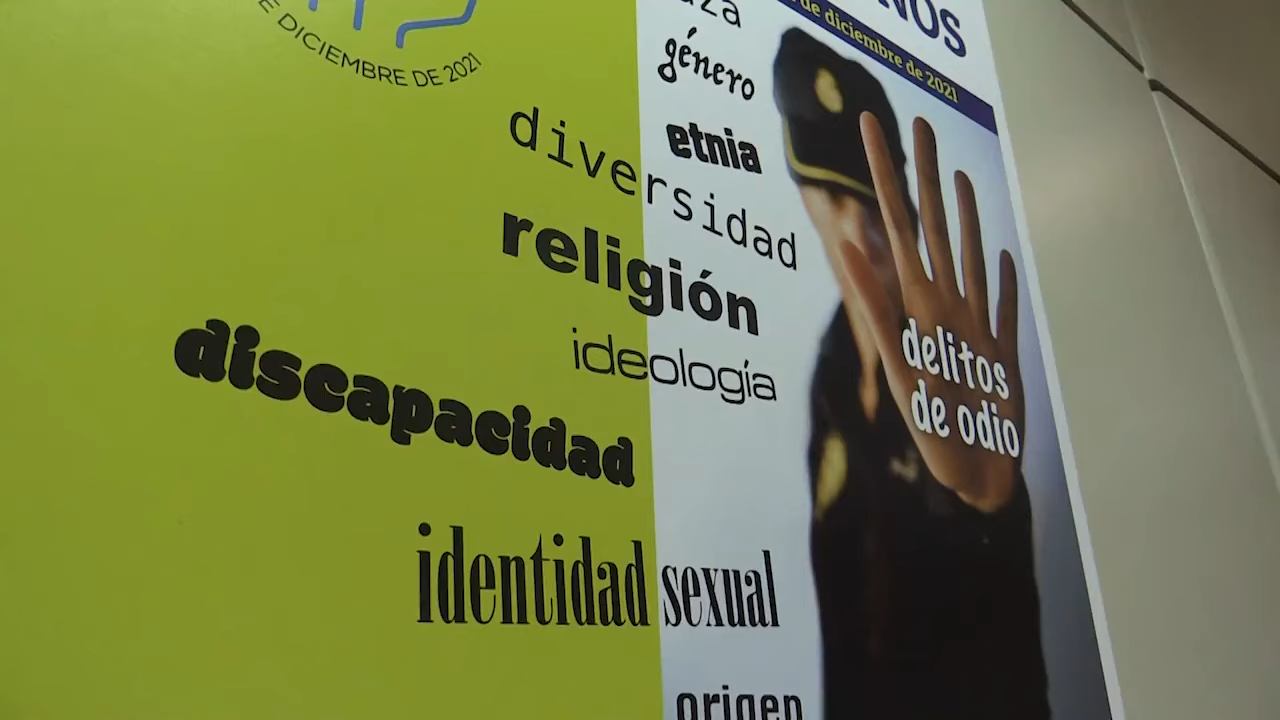 E DICIEMBRE DE 2021
de diciembre de 2021
género
etnia
diversidad
religión
ideología
discapacidad
identidad sexual
origen
delitos
de odio